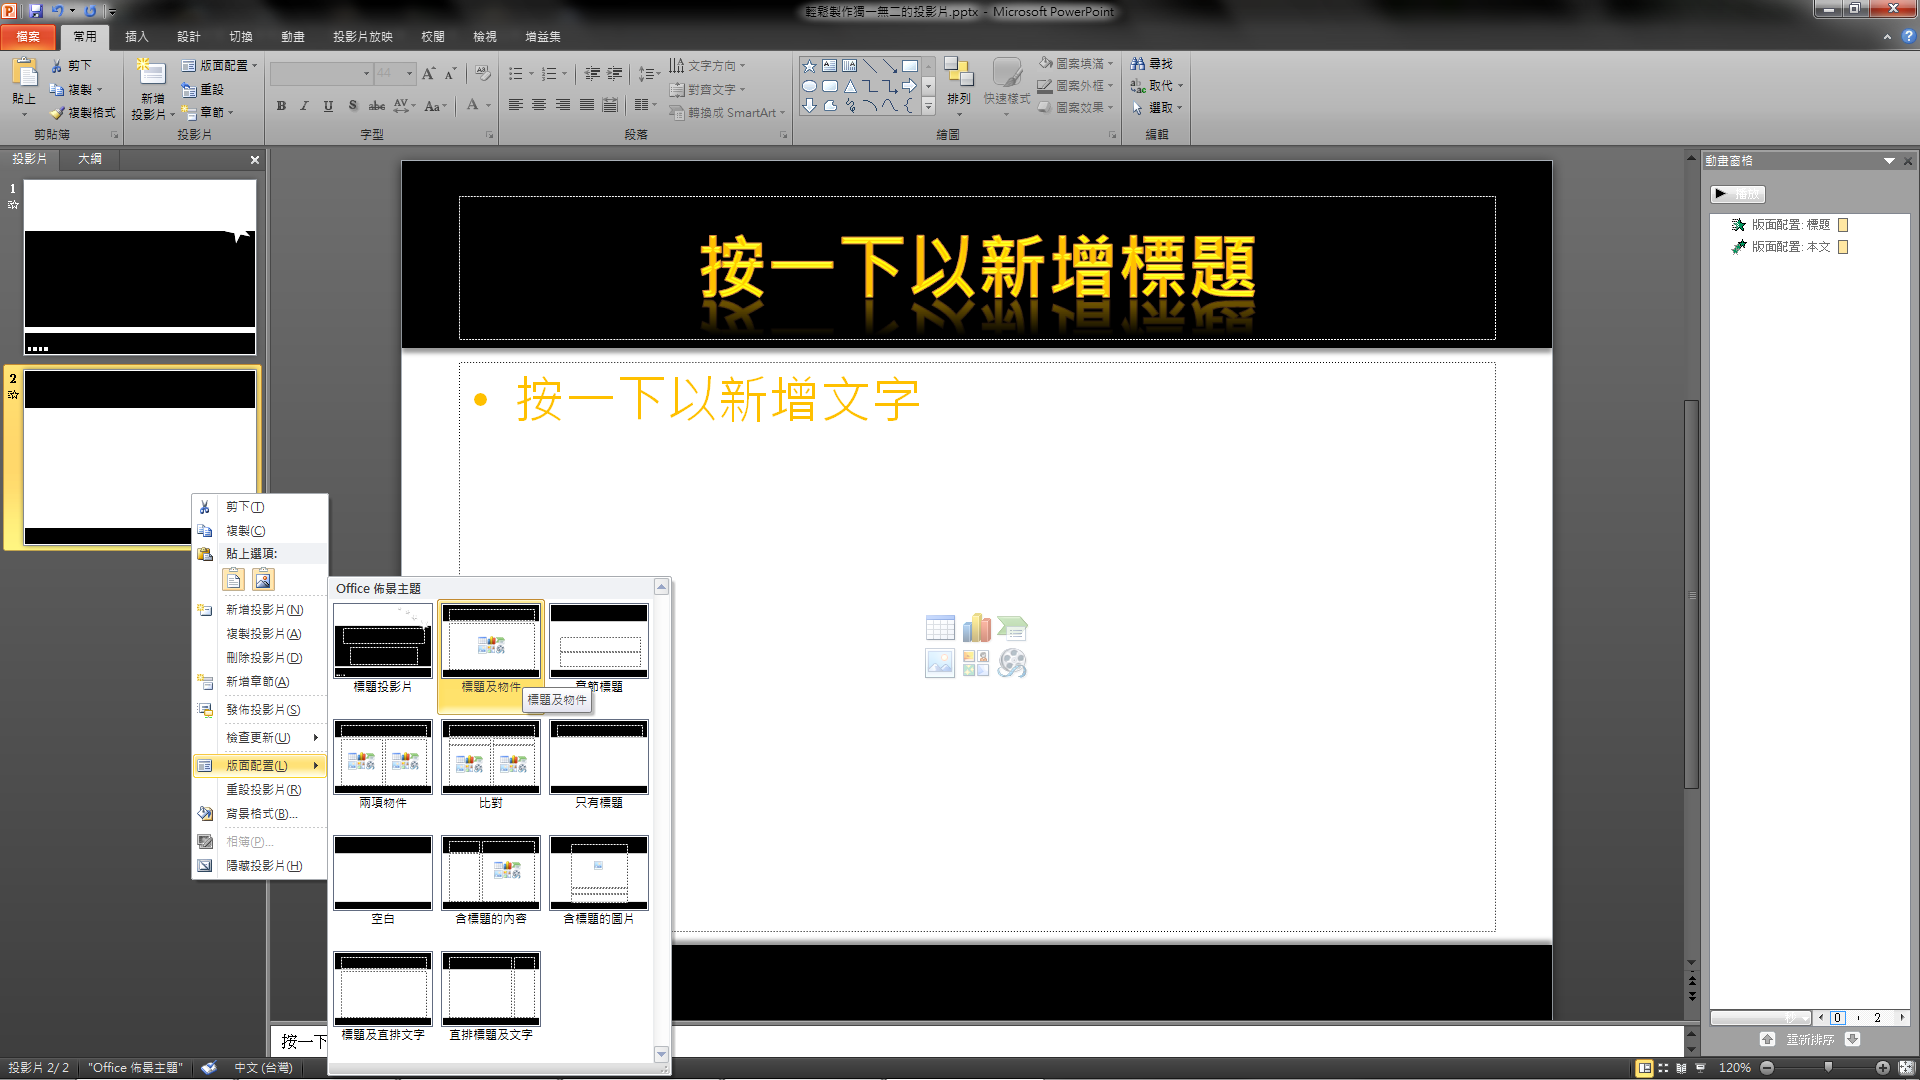 輕鬆製作獨一無二的投影片.pptx - Microsoft PowerPoint
檔案 常用 插入 設計 切換 動畫 投影片放映 校閱 檢視 增益集
貼上
剪下
複製
複製格式
剪貼簿
新增
投影片
版面配置
重設
章節
投影片
44
字型
文字方向
對齊文字
轉換成 SmartArt
段落
排列
快速樣式
圖案填滿
圖案外框
圖案效果
繪圖
尋找
取代
選取
編輯
投影片 大綱
1
2
按一下以新增標題
• 按一下以新增文字
動畫窗格
播放
版面配置: 標題
版面配置: 本文
剪下(T)
複製(C)
貼上選項:
新增投影片(N)
複製投影片(A)
刪除投影片(D)
新增章節(A)
發佈投影片(S)
檢查更新(U)
版面配置(L)
重設投影片(R)
背景格式(B)...
相簿(P)...
隱藏投影片(H)
Office 佈景主題
標題投影片 標題及物件 章節標題
標題及物件
兩項物件 比對 只有標題
空白 含標題的內容 含標題的圖片
標題及直排文字 直排標題及文字
按一下
秒 0 2
重新排序
投影片 2/ 2 "Office 佈景主題" 中文 (台灣) 120%